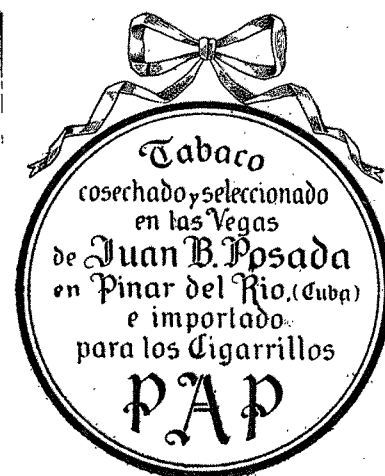 Tabaco
cosechado y seleccionado
en las Vegas
de Juan B. Posada
en Pinar del Rio, (Cuba)
e importado
para los Cigarrillos
PAP